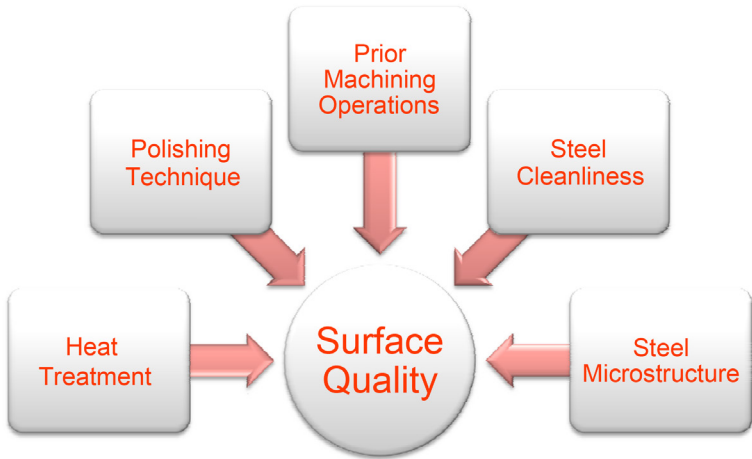 Prior
Machining
Operations
Polishing
Technique
Steel
Cleanliness
Heat
Treatment
Surface
Quality
Steel
Microstructure